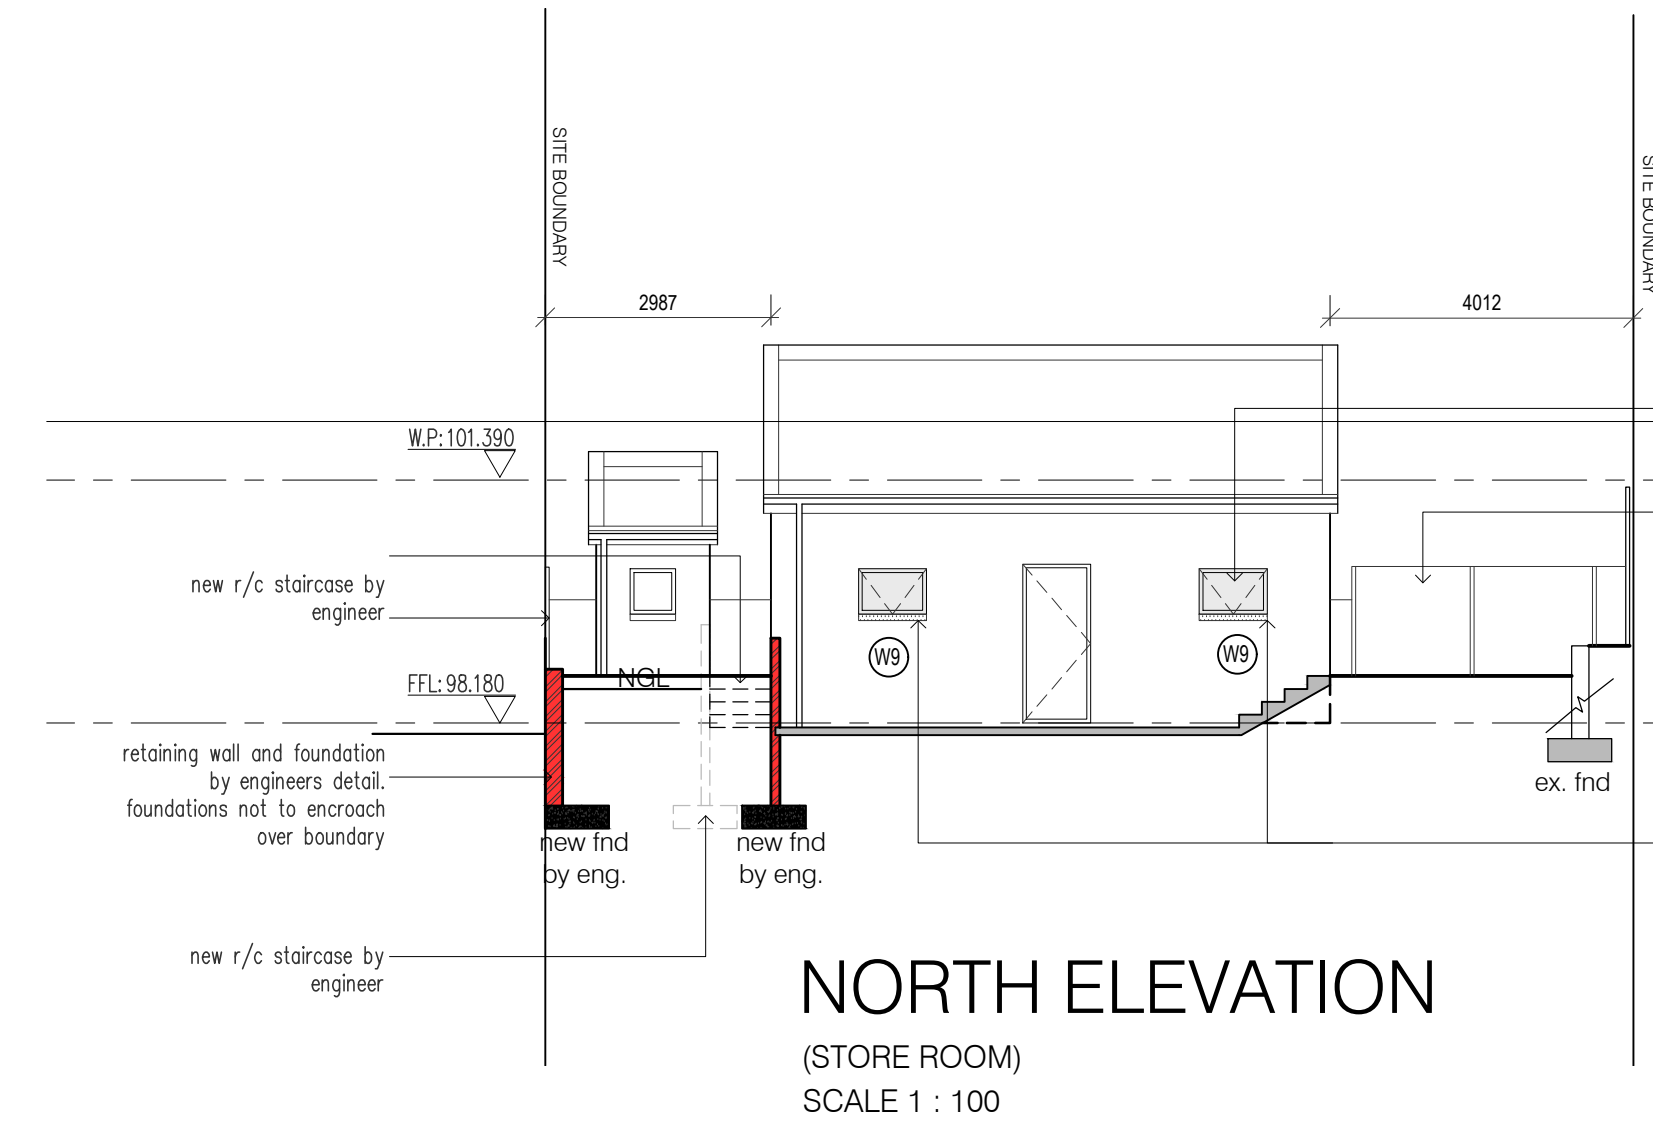 SITE BOUNDARY
SITE BOUNDARY
2987
4012
W.P:101.390
new r/c staircase by
engineer
W9
W9
NGL
FFL:98.180
retaining wall and foundation
by engineers detail.
foundations not to encroach
over boundary
ex. fnd
new fnd
by eng.
new fnd
by eng.
new r/c staircase by
engineer
NORTH ELEVATION
(STORE ROOM)
SCALE 1 : 100